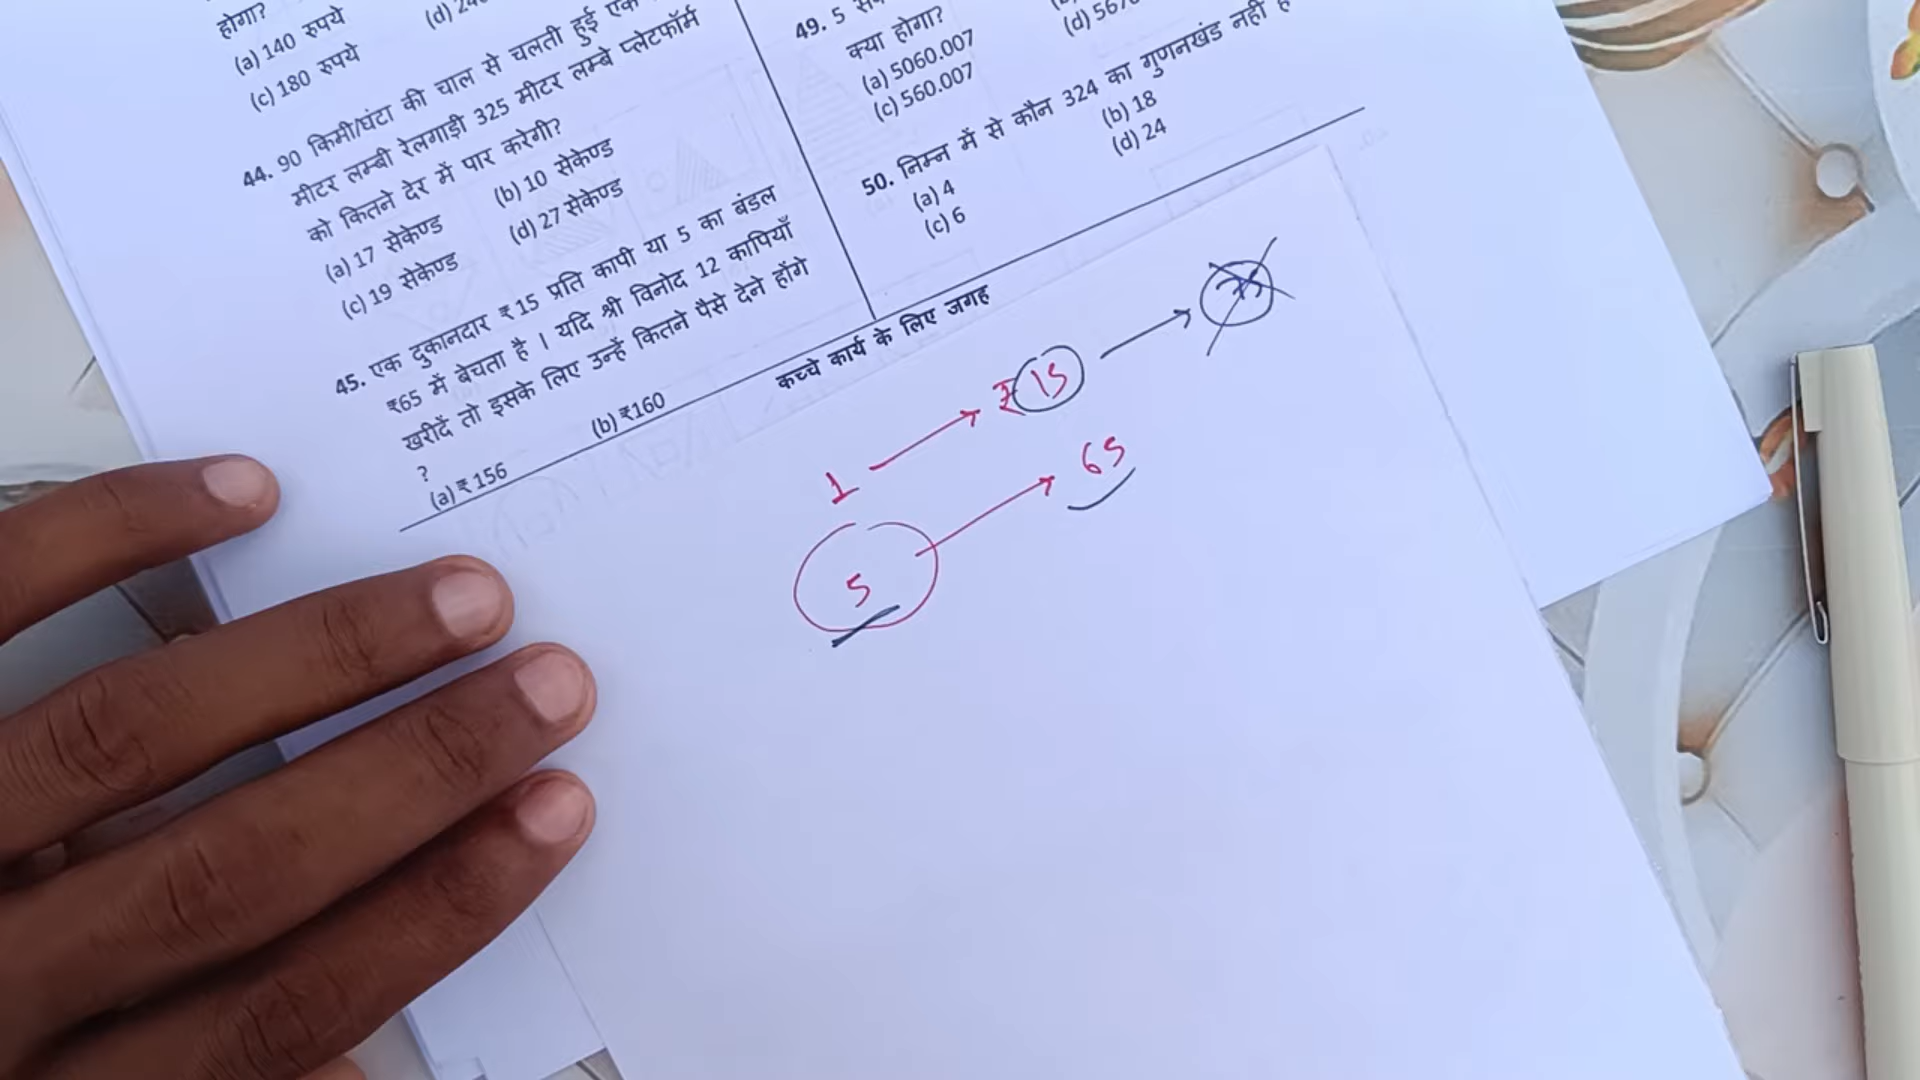 होगा?
(a) 140 रुपये
(c) 180 रुपये
44. 90 किमी/घंटा की चाल से चलती हुई एक
मीटर लम्बी रेलगाड़ी 325 मीटर लम्बे प्लेटफॉर्म
को कितने देर में पार करेगी?
(a) 17 सेकेण्ड (b) 10 सेकेण्ड
(c) 19 सेकेण्ड (d) 27 सेकेण्ड
45. एक दुकानदार ₹ 15 प्रति कापी या 5 का बंडल
₹65 में बेचता है । यदि श्री विनोद 12 कापियाँ
खरीदें तो इसके लिए उन्हें कितने पैसे देने होंगे
?
(a) ₹ 156 (b) ₹160
49. 5
क्या होगा?
(a) 5060.007
(c) 560.007
50. निम्न में से कौन 324 का गुणनखंड नहीं
(a) 4 (b) 18
(c) 6 (d) 24
कच्चे कार्य के लिए जगह
1 → ₹ 15 →
5 → 65